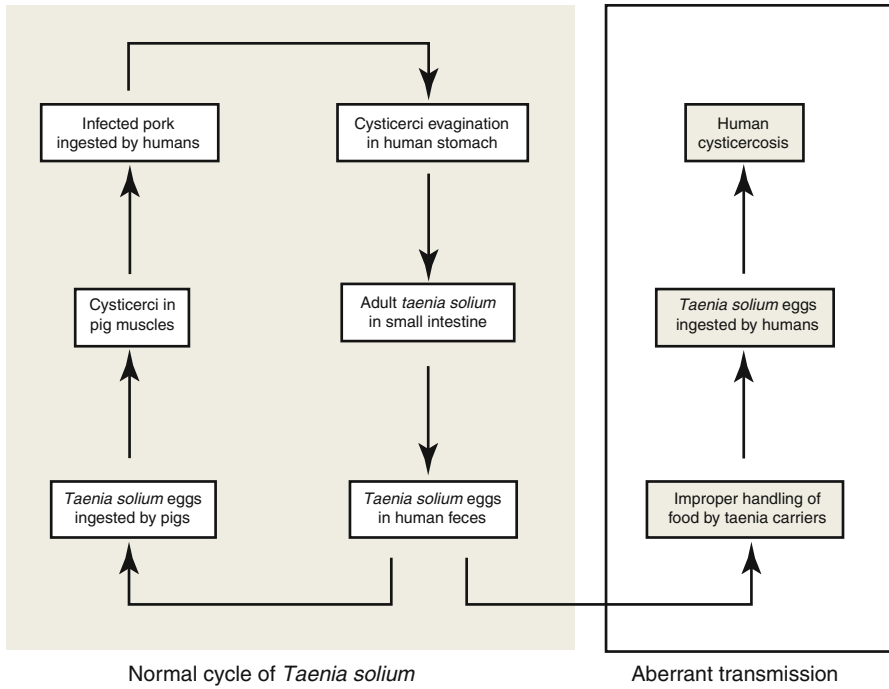 Infected pork
ingested by humans
Cysticerci evagination
in human stomach
Human
cysticercosis
Cysticerci in
pig muscles
Adult taenia solium
in small intestine
Taenia solium eggs
ingested by humans
Taenia solium eggs
ingested by pigs
Taenia solium eggs
in human feces
Improper handling of
food by taenia carriers
Normal cycle of Taenia solium
Aberrant transmission